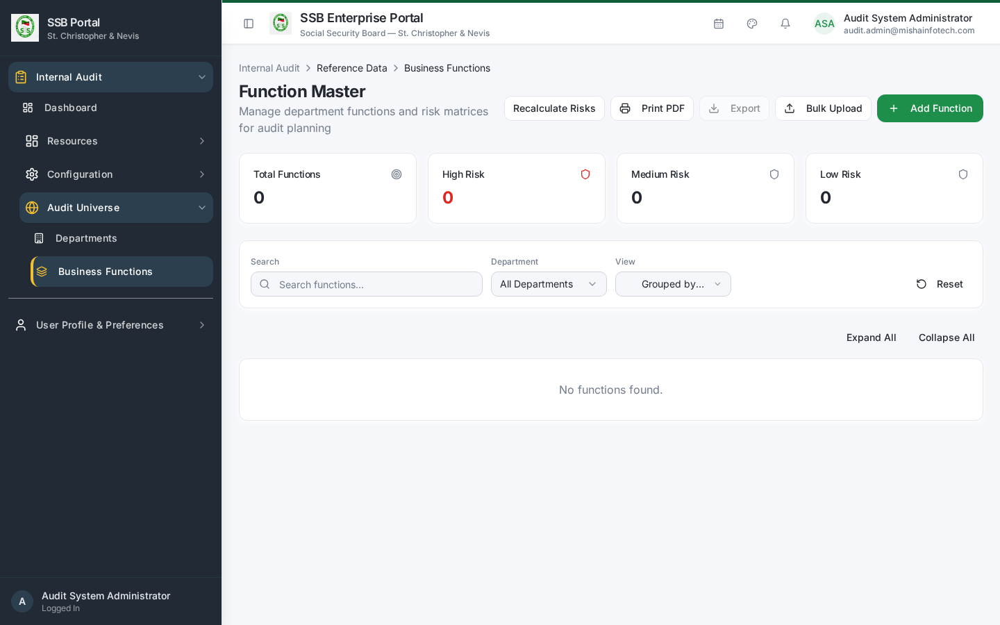 SSB Portal
St. Christopher & Nevis
Internal Audit
Dashboard
Resources
Configuration
Audit Universe
Departments
Business Functions
User Profile & Preferences
A
Audit System Administrator
Logged In
SSB Enterprise Portal
Social Security Board — St. Christopher & Nevis
ASA
Audit System Administrator
audit.admin@mishainfotech.com
Internal Audit > Reference Data > Business Functions
Function Master
Manage department functions and risk matrices
for audit planning
Recalculate Risks
Print PDF
Export
Bulk Upload
Add Function
Total Functions
0
High Risk
0
Medium Risk
0
Low Risk
0
Search
Search functions...
Department
All Departments
View
Grouped by...
Reset
Expand All
Collapse All
No functions found.